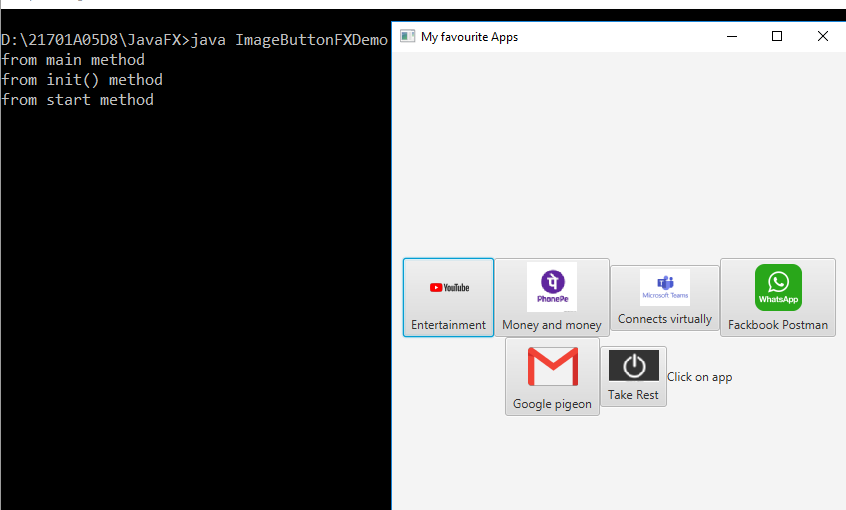 D:\21701A05D8\JavaFX>java ImageButtonFXDemo
from main method
from init() method
from start method
My favourite Apps
YouTube
PhonePe
Microsoft Teams
WhatsApp
Entertainment
Money and money
Connects virtually
Fackbook Postman
Google pigeon
Take Rest
Click on app